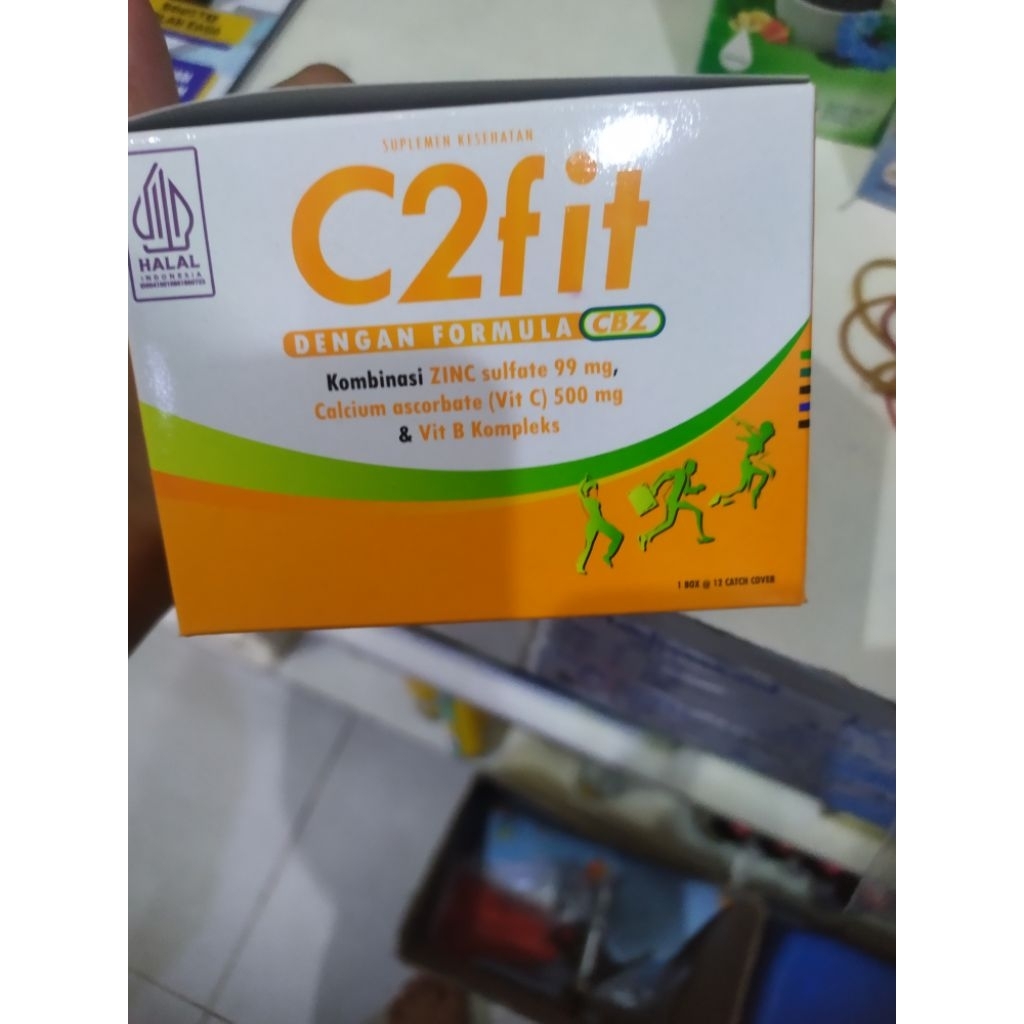 SUPLEMEN KESEHATAN
C2fit
DENGAN FORMULA CBZ
Kombinasi ZINC sulfate 99 mg,
Calcium ascorbate (Vit C) 500 mg
& Vit B Kompleks
HALAL
INDONESIA
1 BOX @ 12 CATCH COVER